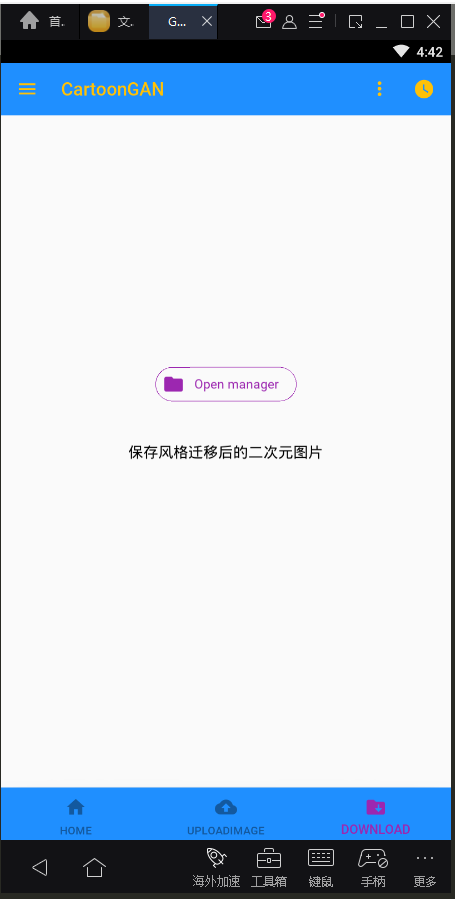 首..
文..
G...
3
4:42
CartoonGAN
Open manager
保存风格迁移后的二次元图片
HOME
UPLOADIMAGE
DOWNLOAD
海外加速
工具箱
键鼠
手柄
更多